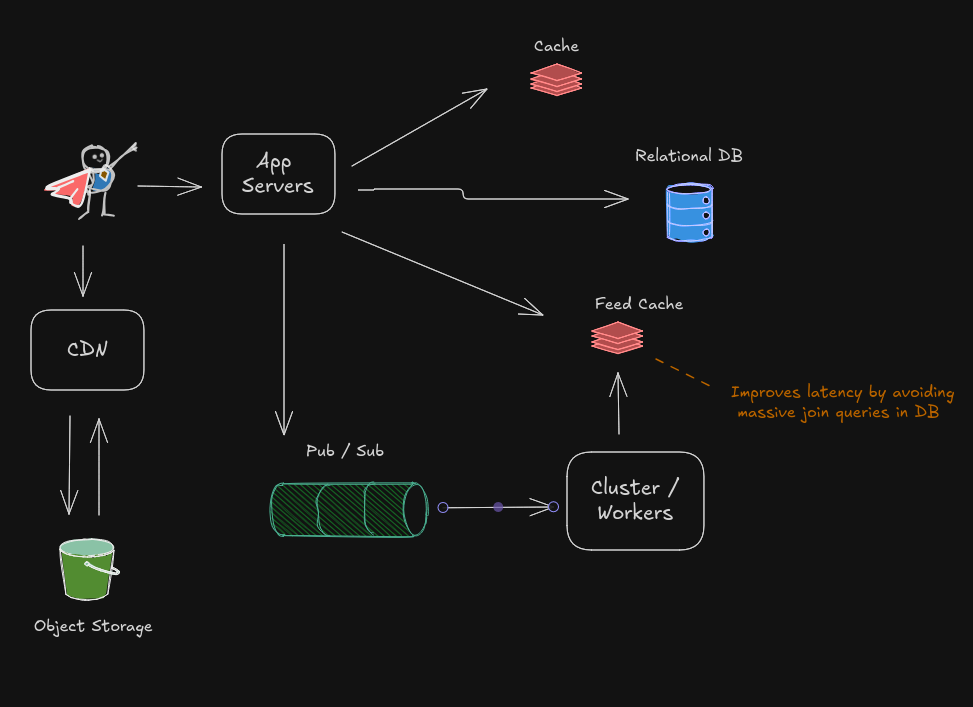 Cache
App
Servers
Relational DB
Feed Cache
CDN
Improves latency by avoiding
massive join queries in DB
Pub / Sub
Cluster /
Workers
Object Storage